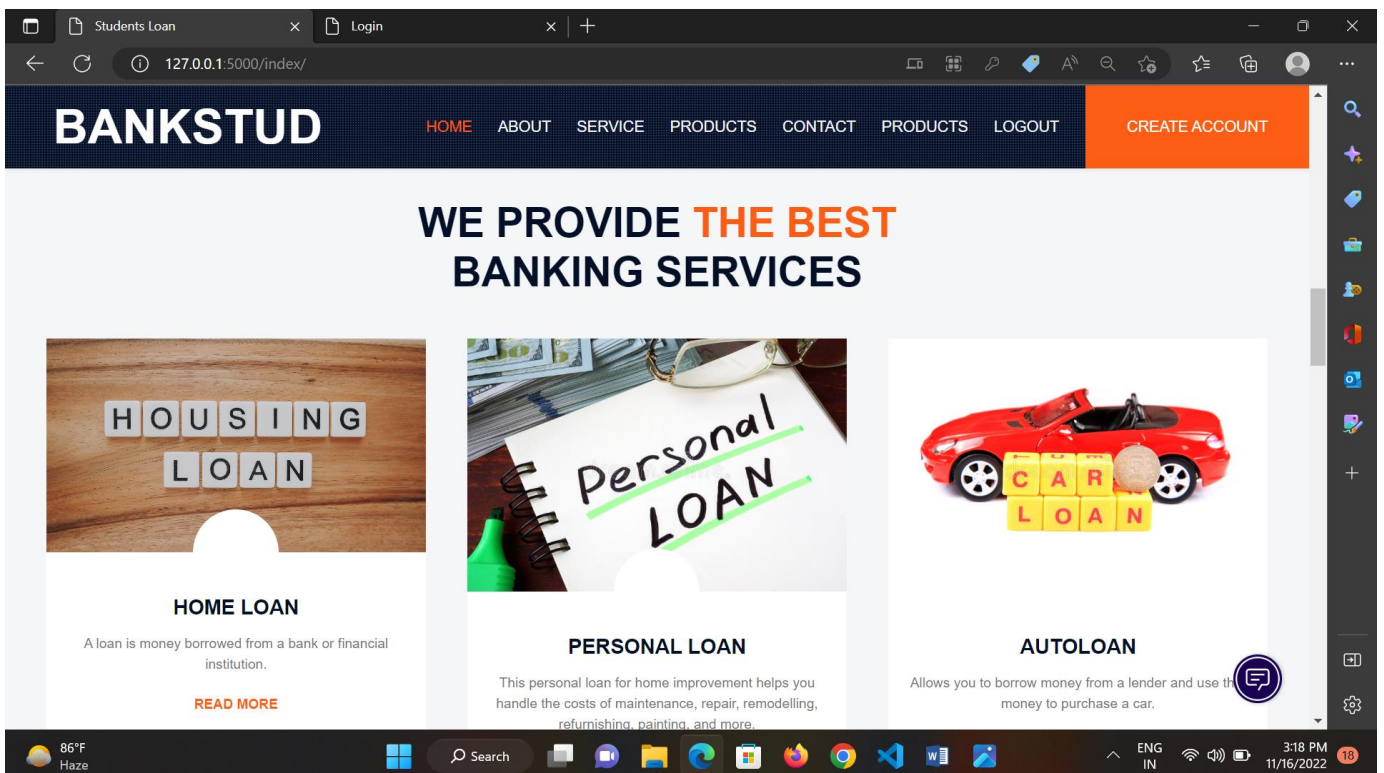 Students Loan
Login
127.0.0.1:5000/index/
BANKSTUD
HOME ABOUT SERVICE PRODUCTS CONTACT PRODUCTS LOGOUT CREATE ACCOUNT
WE PROVIDE THE BEST
BANKING SERVICES
HOUSING
LOAN
Personal
LOAN
CAR
LOAN
HOME LOAN
A loan is money borrowed from a bank or financial
institution.
READ MORE
PERSONAL LOAN
This personal loan for home improvement helps you
handle the costs of maintenance, repair, remodelling,
refurnishing, painting, and more.
AUTOLOAN
Allows you to borrow money from a lender and use
money to purchase a car.
86°F
Haze
Search
ENG
IN
3:18 PM
11/16/2022
18